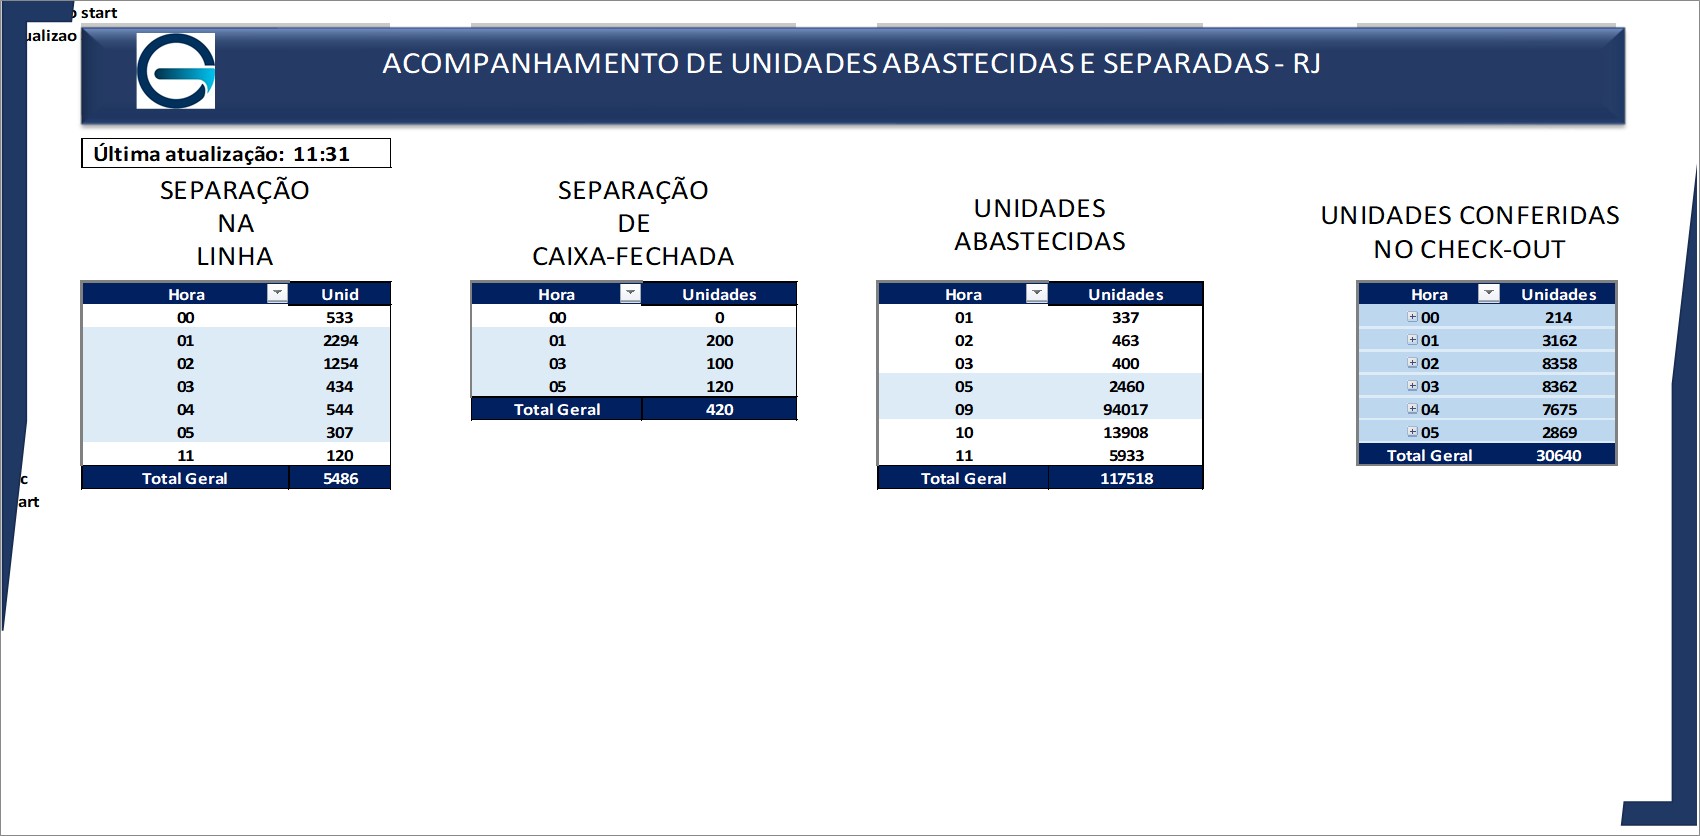 start
ualizao
ACOMPANHAMENTO DE UNIDADES ABASTECIDAS E SEPARADAS - RJ
Última atualização: 11:31
SEPARAÇÃO
NA
LINHA
Hora Unid
00 533
01 2294
02 1254
03 434
04 544
05 307
11 120
Total Geral 5486
SEPARAÇÃO
DE
CAIXA-FECHADA
Hora Unidades
00 0
01 200
03 100
05 120
Total Geral 420
UNIDADES
ABASTECIDAS
Hora Unidades
01 337
02 463
03 400
05 2460
09 94017
10 13908
11 5933
Total Geral 117518
UNIDADES CONFERIDAS
NO CHECK-OUT
Hora Unidades
00 214
01 3162
02 8358
03 8362
04 7675
05 2869
Total Geral 30640
c
art